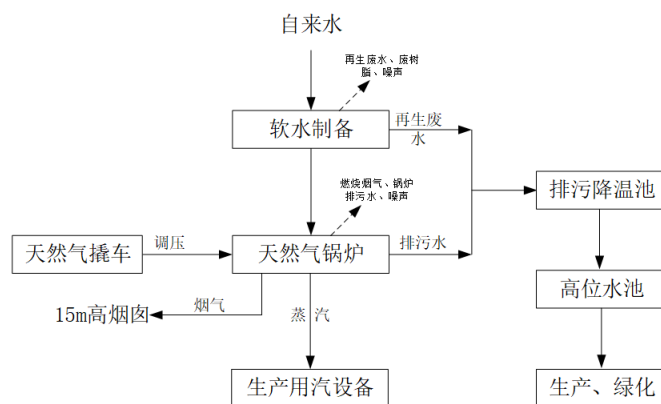 自来水
再生废水、废树
脂、噪声
软水制备
再生废
水
燃烧烟气、锅炉
排污水、噪声
排污降温池
天然气撬车
调压
天然气锅炉
排污水
烟气
15m高烟囱
蒸 汽
高位水池
生产用汽设备
生产、绿化